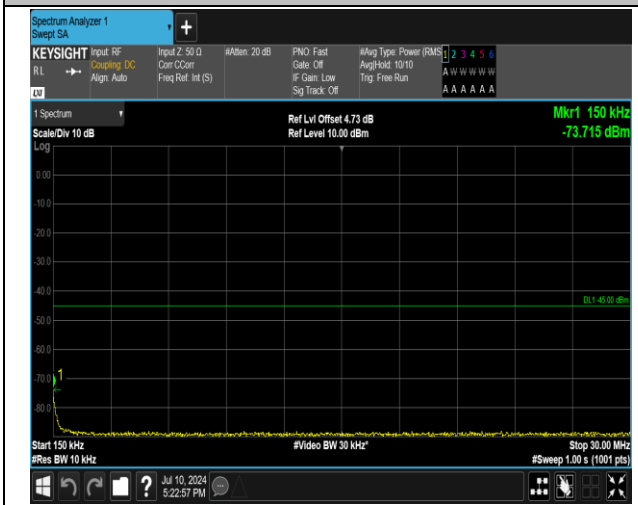 Spectrum Analyzer 1
Swept SA
+
KEYSIGHT
RL
LXI
Input: RF
Coupling: DC
Align: Auto
Input Z: 50 Ω
Corr CCorr
Freq Ref: Int (S)
#Atten: 20 dB
PNO: Fast
Gate: Off
IF Gain: Low
Sig Track: Off
#Avg Type: Power (RMS
Avg|Hold: 10/10
Trig: Free Run
1 2 3 4 5 6
A W W W W W
A A A A A A
1 Spectrum
Scale/Div 10 dB
Ref Lvl Offset 4.73 dB
Ref Level 10.00 dBm
Mkr1 150 kHz
-73.715 dBm
Log
0.00
-10.0
-20.0
-30.0
-40.0
DL1 -45.00 dBm
-50.0
-60.0
-70.0
1
-80.0
Start 150 kHz
#Video BW 30 kHz*
Stop 30.00 MHz
#Res BW 10 kHz
#Sweep 1.00 s (1001 pts)
?
Jul 10, 2024
5:22:57 PM